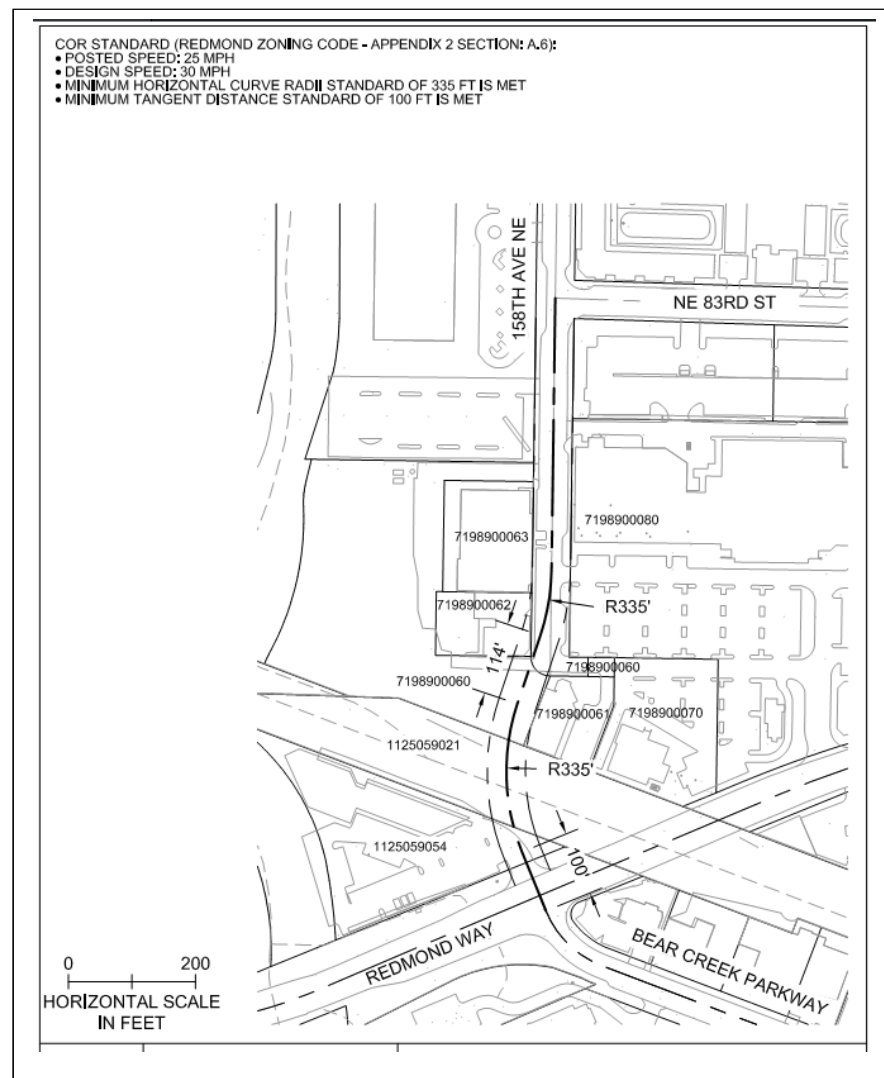 COR STANDARD (REDMOND ZONING CODE - APPENDIX 2 SECTION: A.6):
• POSTED SPEED: 25 MPH
• DESIGN SPEED: 30 MPH
• MINIMUM HORIZONTAL CURVE RADII STANDARD OF 335 FT IS MET
• MINIMUM TANGENT DISTANCE STANDARD OF 100 FT IS MET
158TH AVE NE
NE 83RD ST
7198900080
7198900063
7198900062
R335'
114'
7198900060
7198900060
7198900061
7198900070
1125059021
R335'
1125059054
100'
REDMOND WAY
BEAR CREEK PARKWAY
0 200
HORIZONTAL SCALE
IN FEET